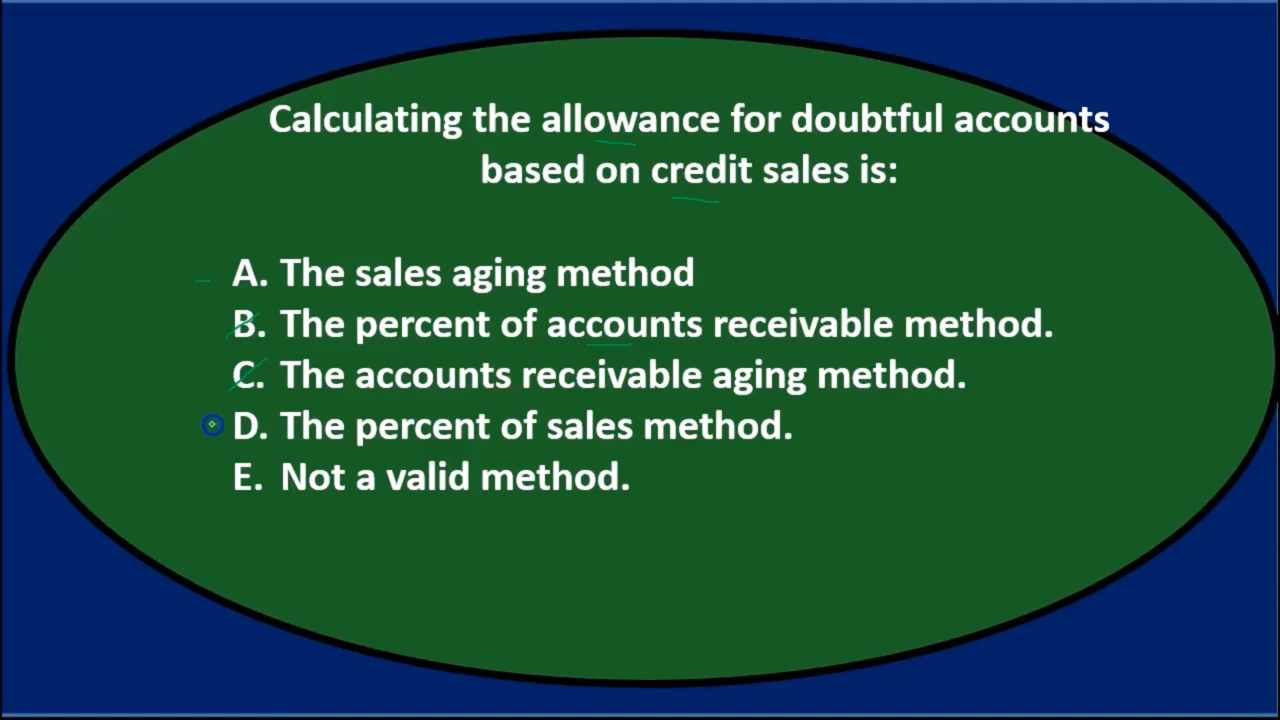 Calculating the allowance for doubtful accounts
based on credit sales is:
A. The sales aging method
B. The percent of accounts receivable method.
C. The accounts receivable aging method.
D. The percent of sales method.
E. Not a valid method.